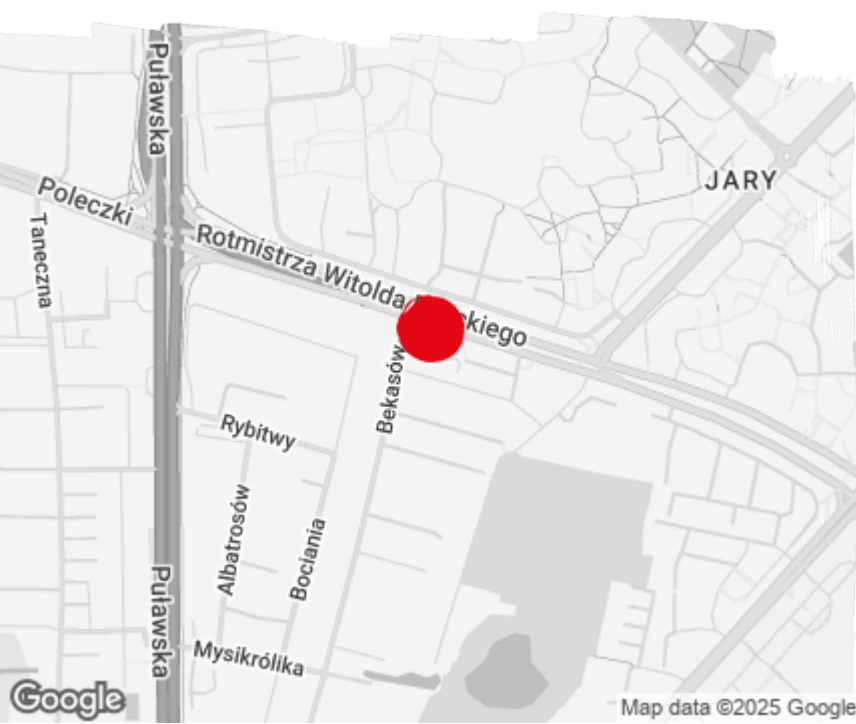 Puławska
JARY
Poleczki
Taneczna
Rotmistrza Witolda
Bekasów
Rybitwy
Albatrosów
Bociania
Puławska
Mysikrólika
Google
Map data ©2025 Google